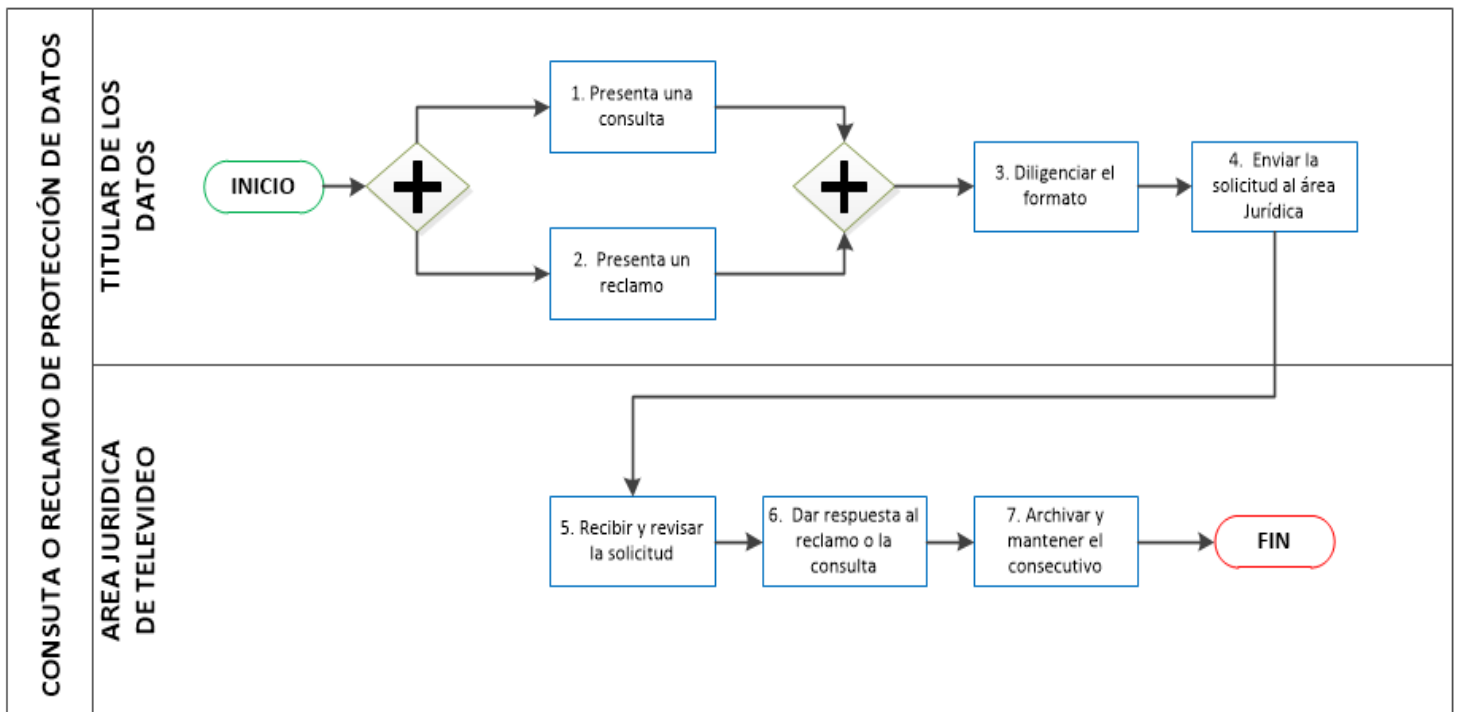 CONSUTA O RECLAMO DE PROTECCIÓN DE DATOS
TITULAR DE LOS
DATOS
INICIO
1. Presenta una
consulta
2. Presenta un
reclamo
3. Diligenciar el
formato
4. Enviar la
solicitud al área
Jurídica
AREA JURIDICA
DE TELEVIDEO
5. Recibir y revisar
la solicitud
6. Dar respuesta al
reclamo o la
consulta
7. Archivar y
mantener el
consecutivo
FIN